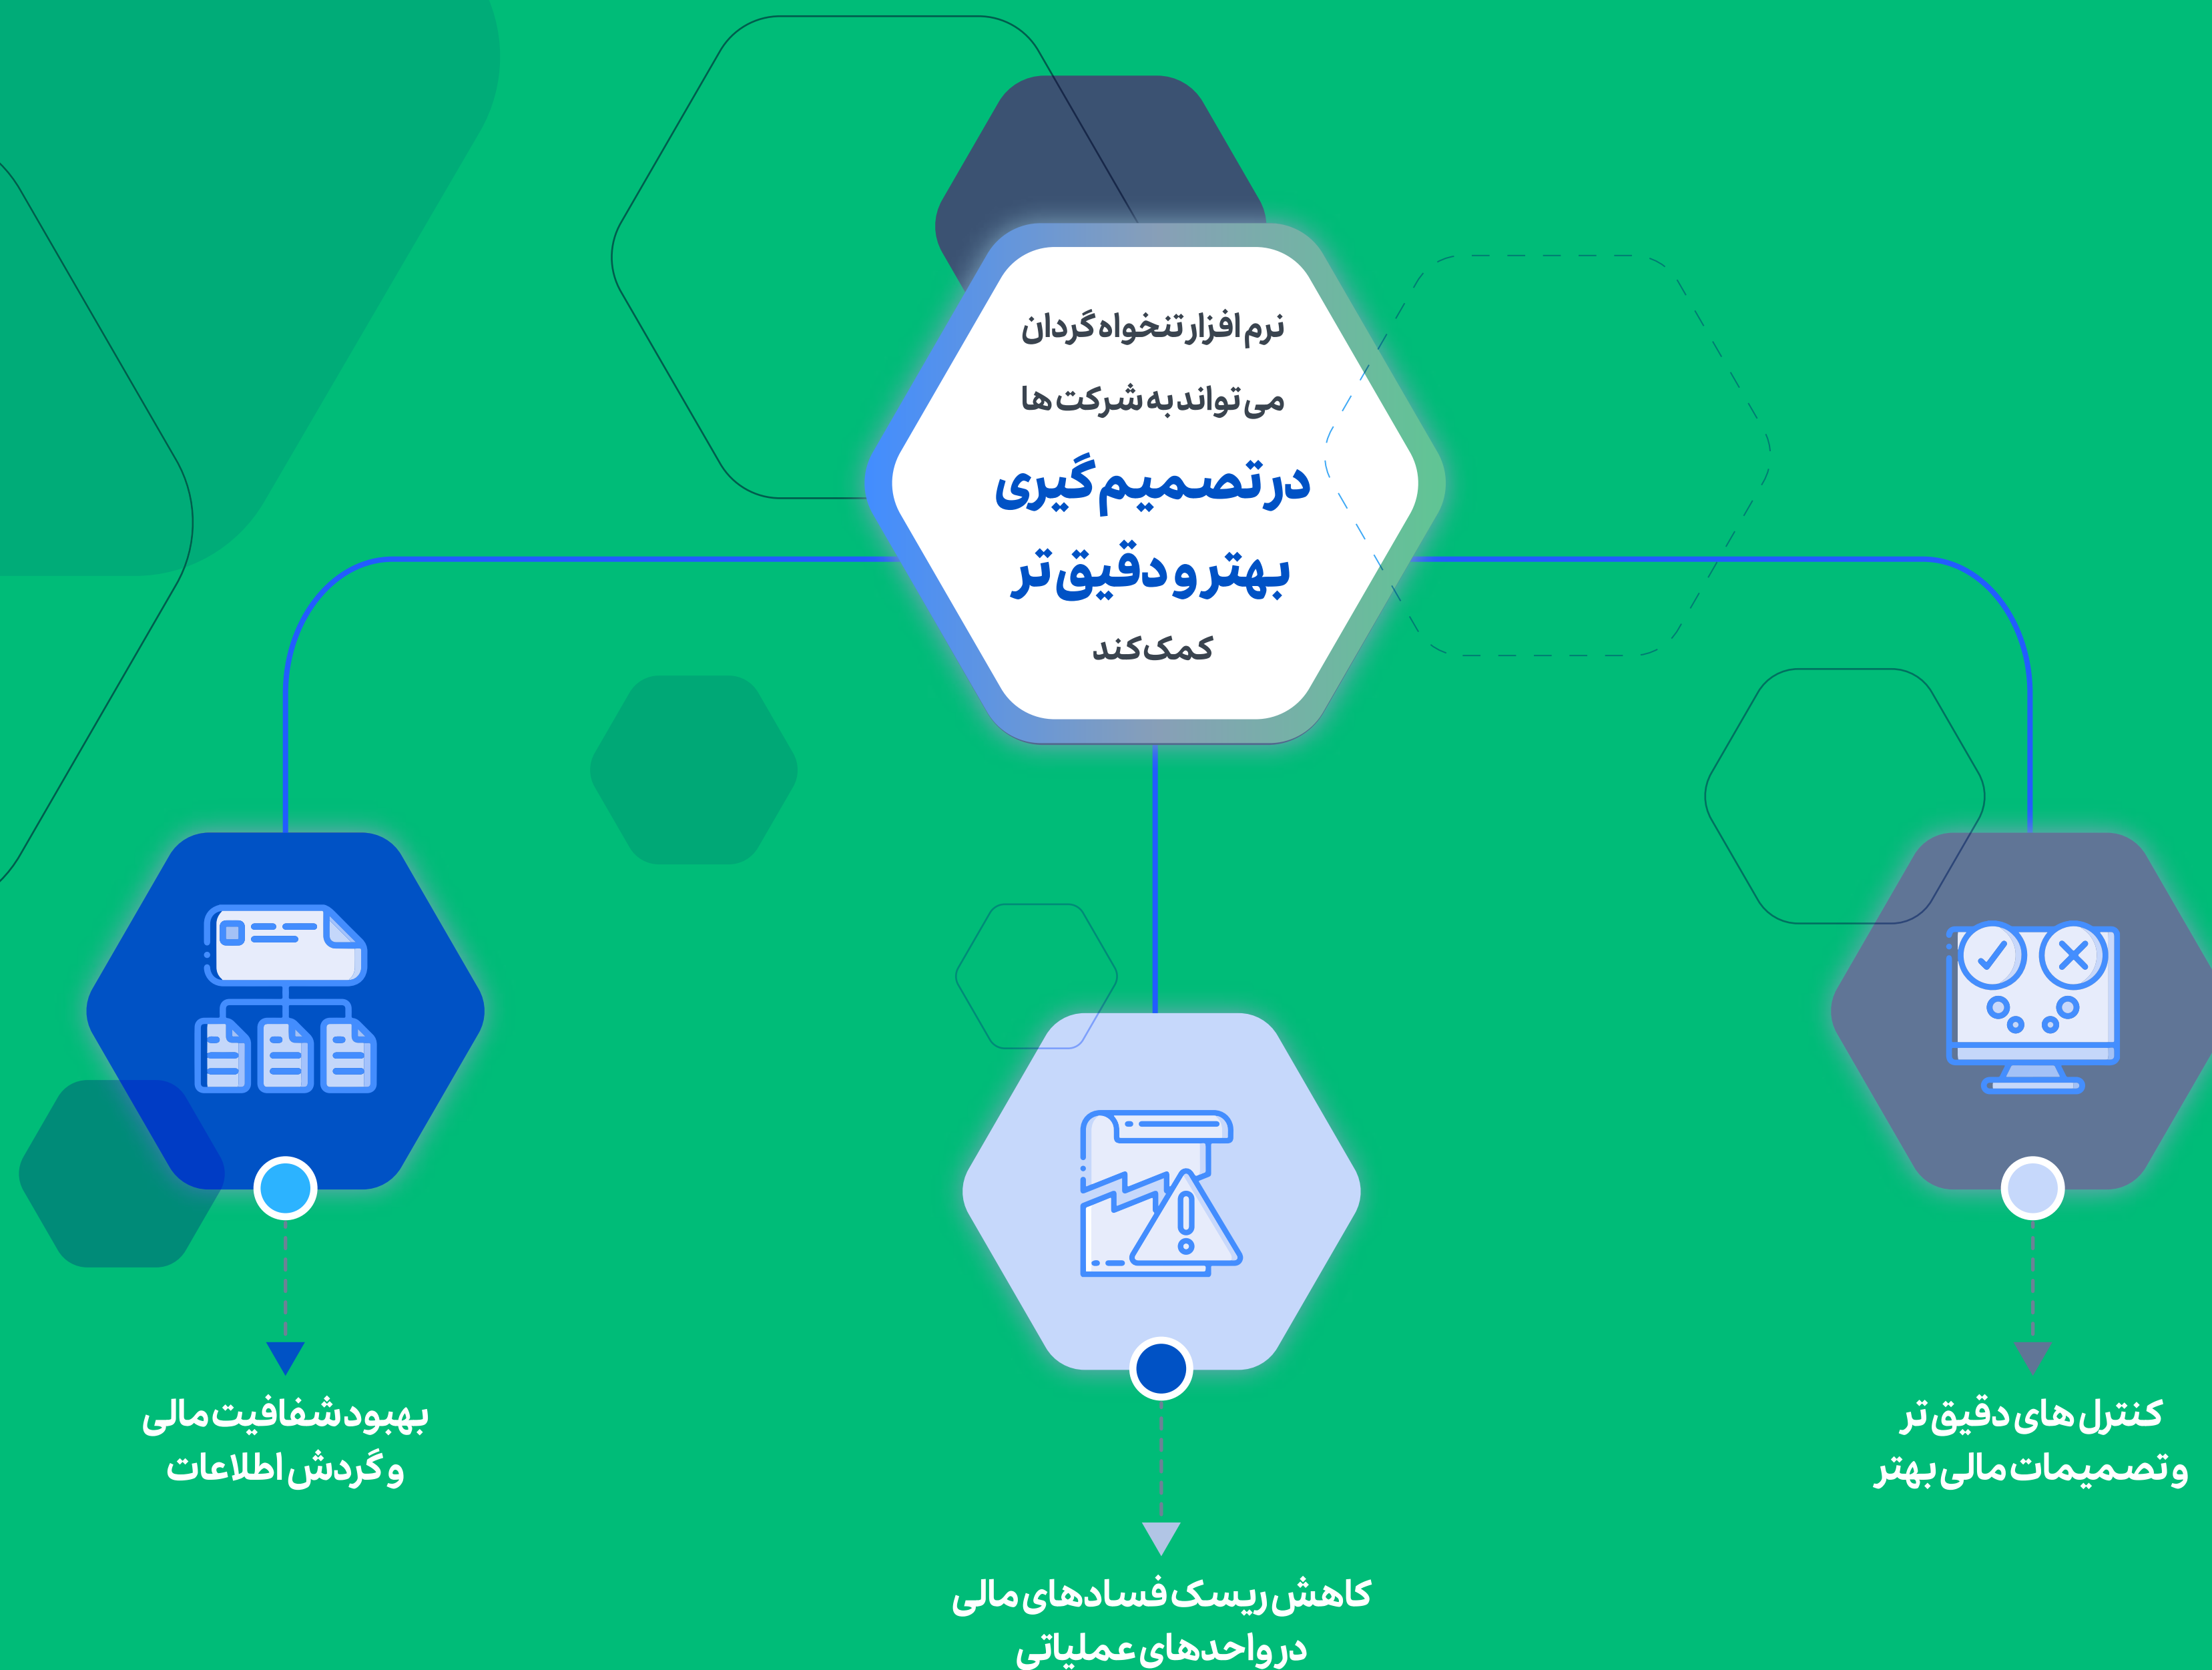 نرم افزار تنخواه گردان
می تواند به شرکت ها
در تصمیم گیری
بهتر و دقیق تر
کمک کند
کنترل های دقیق تر
و تصمیمات مالی بهتر
کاهش ریسک فسادهای مالی
در واحدهای عملیاتی
بهبود شفافیت مالی
و گردش اطلاعات